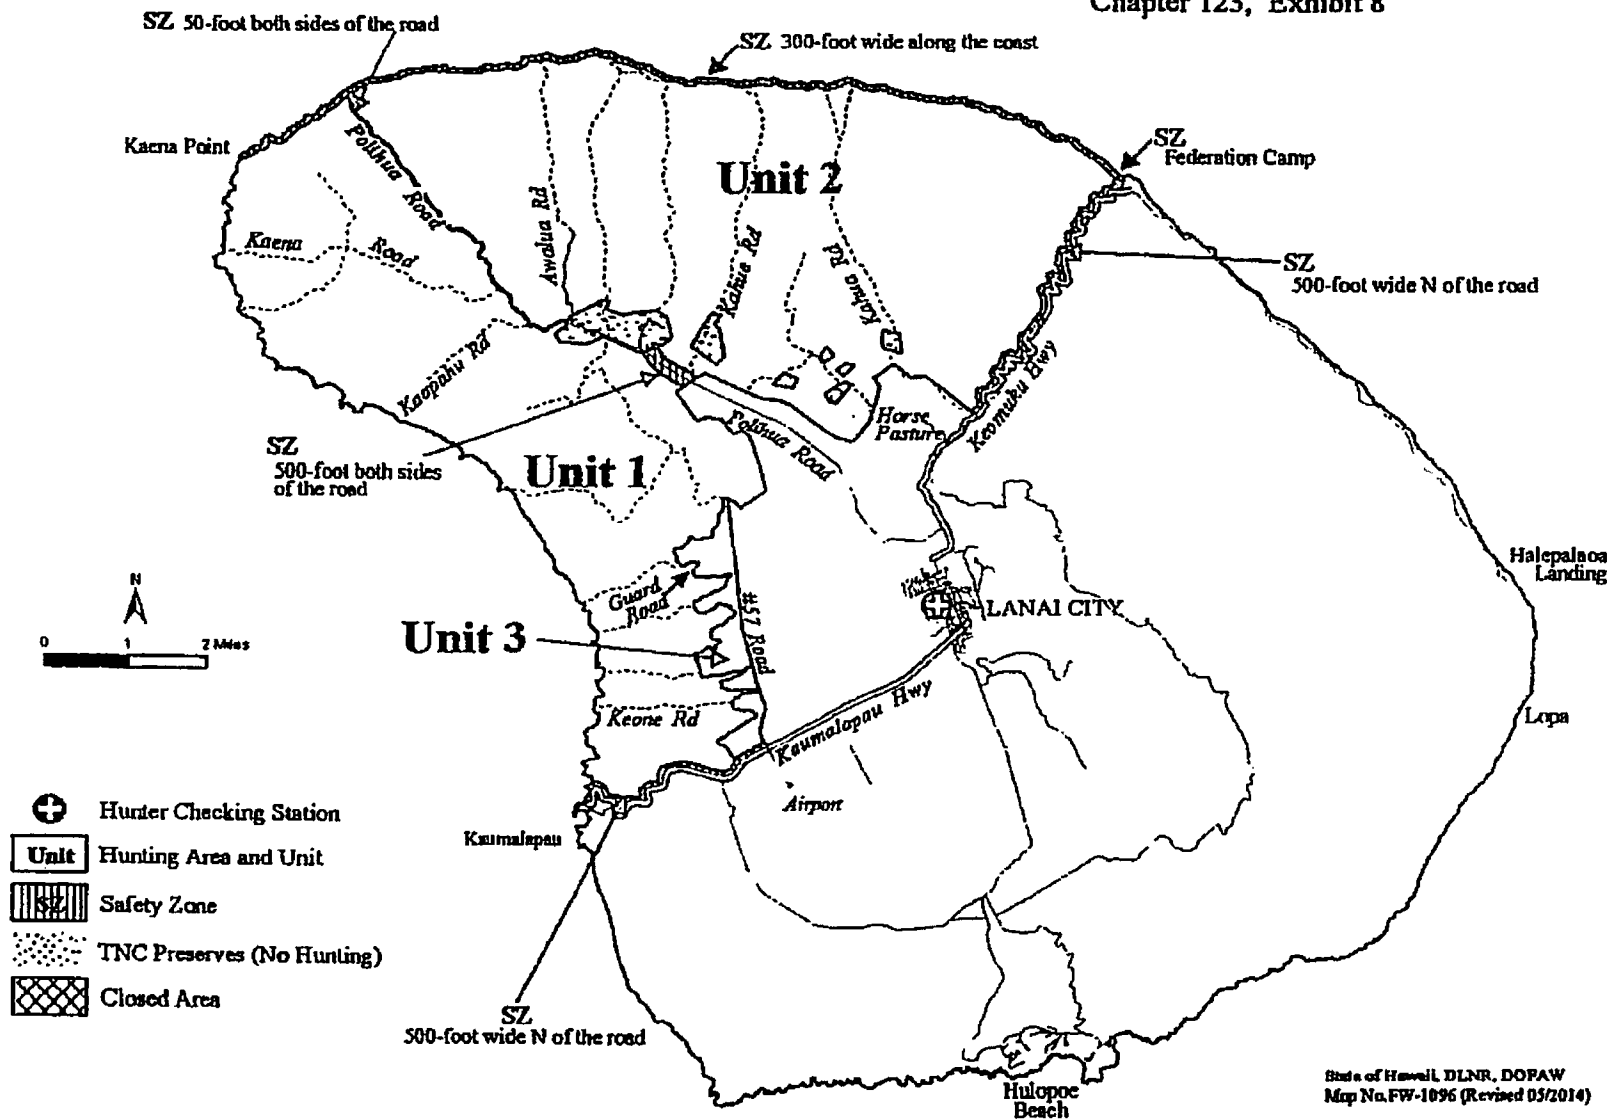 Chapter 123, Exhibit 8
SZ 50-foot both sides of the road
SZ 300-foot wide along the coast
Kaena Point
Polihua Road
SZ
Federation Camp
Unit 2
Awalua Rd
Kaena Road
Kahue Rd
Kahua Rd
SZ
500-foot wide N of the road
Kaapahu Rd
Keomuku Hwy
Horse
Pasture
Polihua Road
SZ
500-foot both sides
of the road
Unit 1
Halepalaoa
Landing
N
Guard
Road
#57 Road
LANAI CITY
Unit 3
0 1 2 Miles
Keone Rd
Kaumalapau Hwy
Lopa
Airport
Kaumalapau
Hunter Checking Station
Unit Hunting Area and Unit
SZ Safety Zone
TNC Preserves (No Hunting)
Closed Area
SZ
500-foot wide N of the road
Hulopoe
Beach
State of Hawaii, DLNR, DOFAW
Map No. FW-1096 (Revised 05/2014)